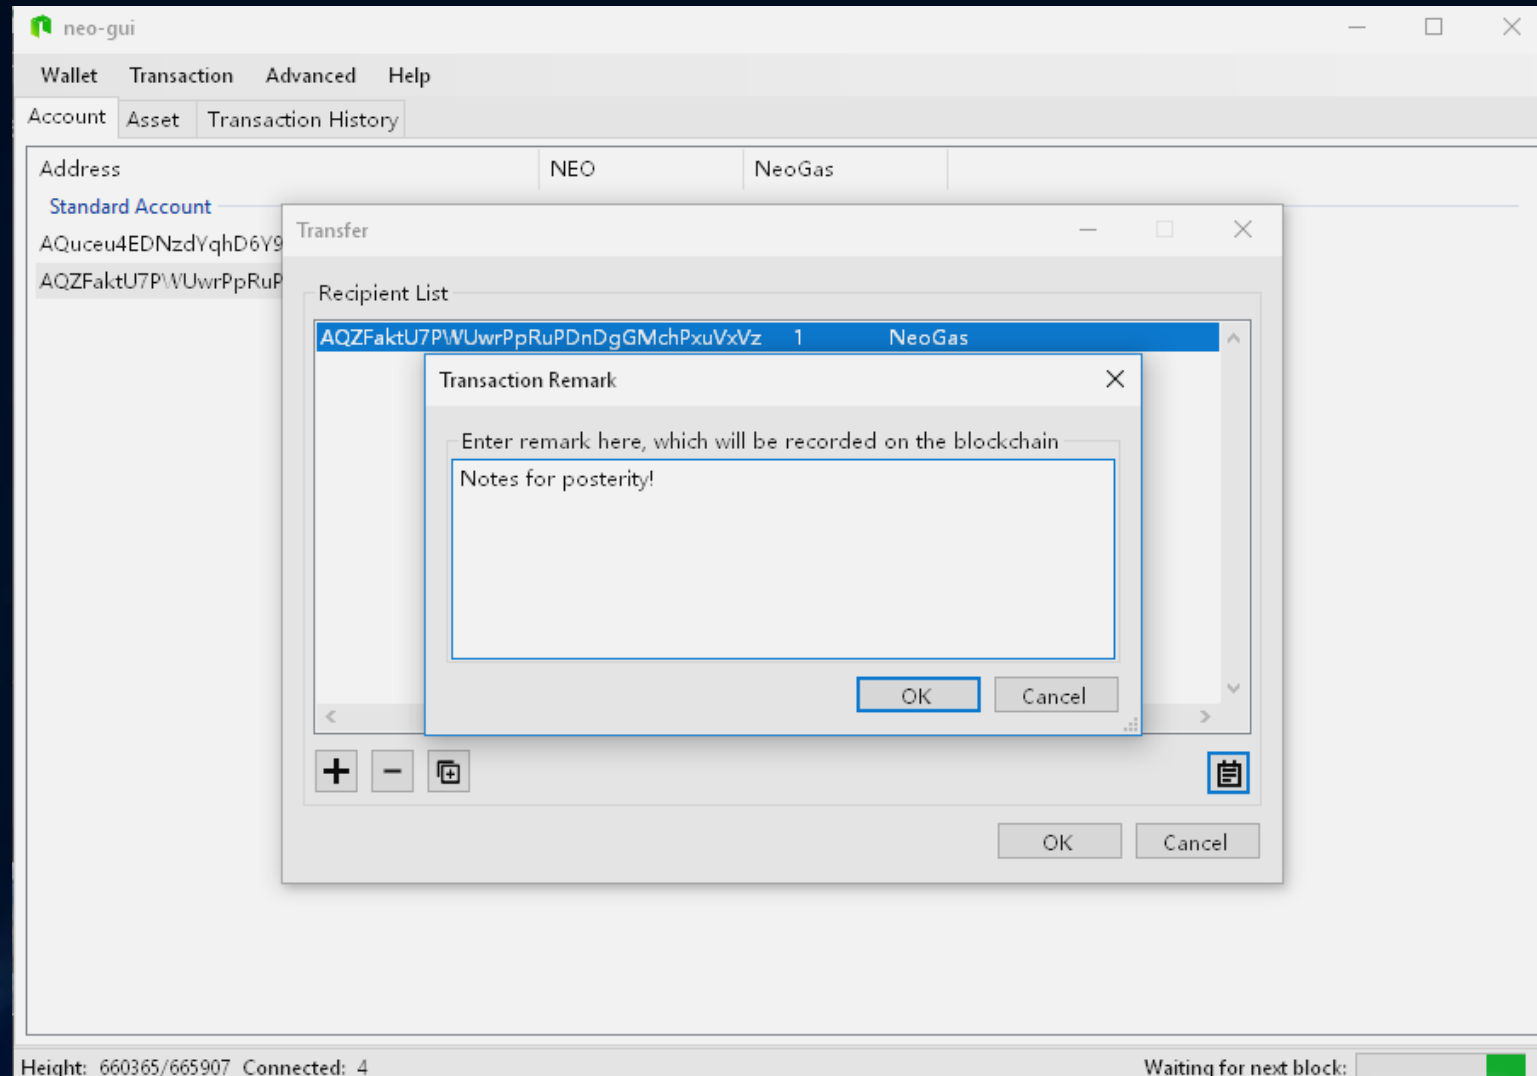 neo-gui
Wallet Transaction Advanced Help
Account Asset Transaction History
Address NEO NeoGas
Standard Account
AQuceu4EDNzdYqhD6Y9
AQZFaktU7PWUwrPpRuP
Transfer
Recipient List
AQZFaktU7PWUwrPpRuPDnDgGMchPxuVxVz 1 NeoGas
Transaction Remark
Enter remark here, which will be recorded on the blockchain
Notes for posterity!
OK Cancel
OK Cancel
Height: 660365/665907 Connected: 4 Waiting for next block: